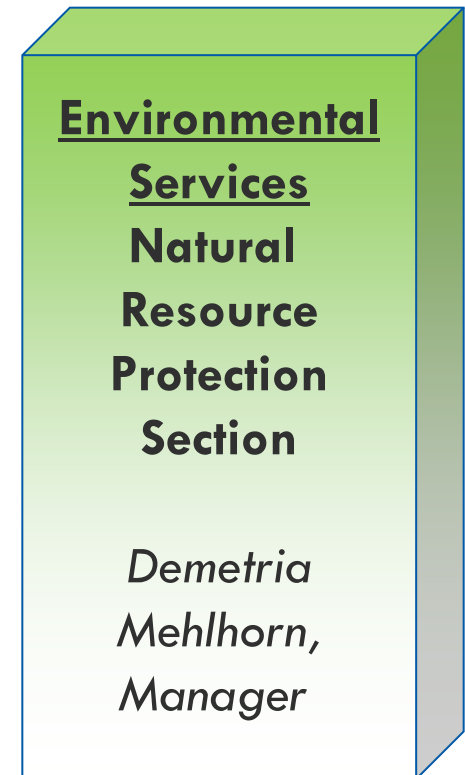 Environmental
Services
Natural
Resource
Protection
Section
Demetria
Mehlhorn,
Manager